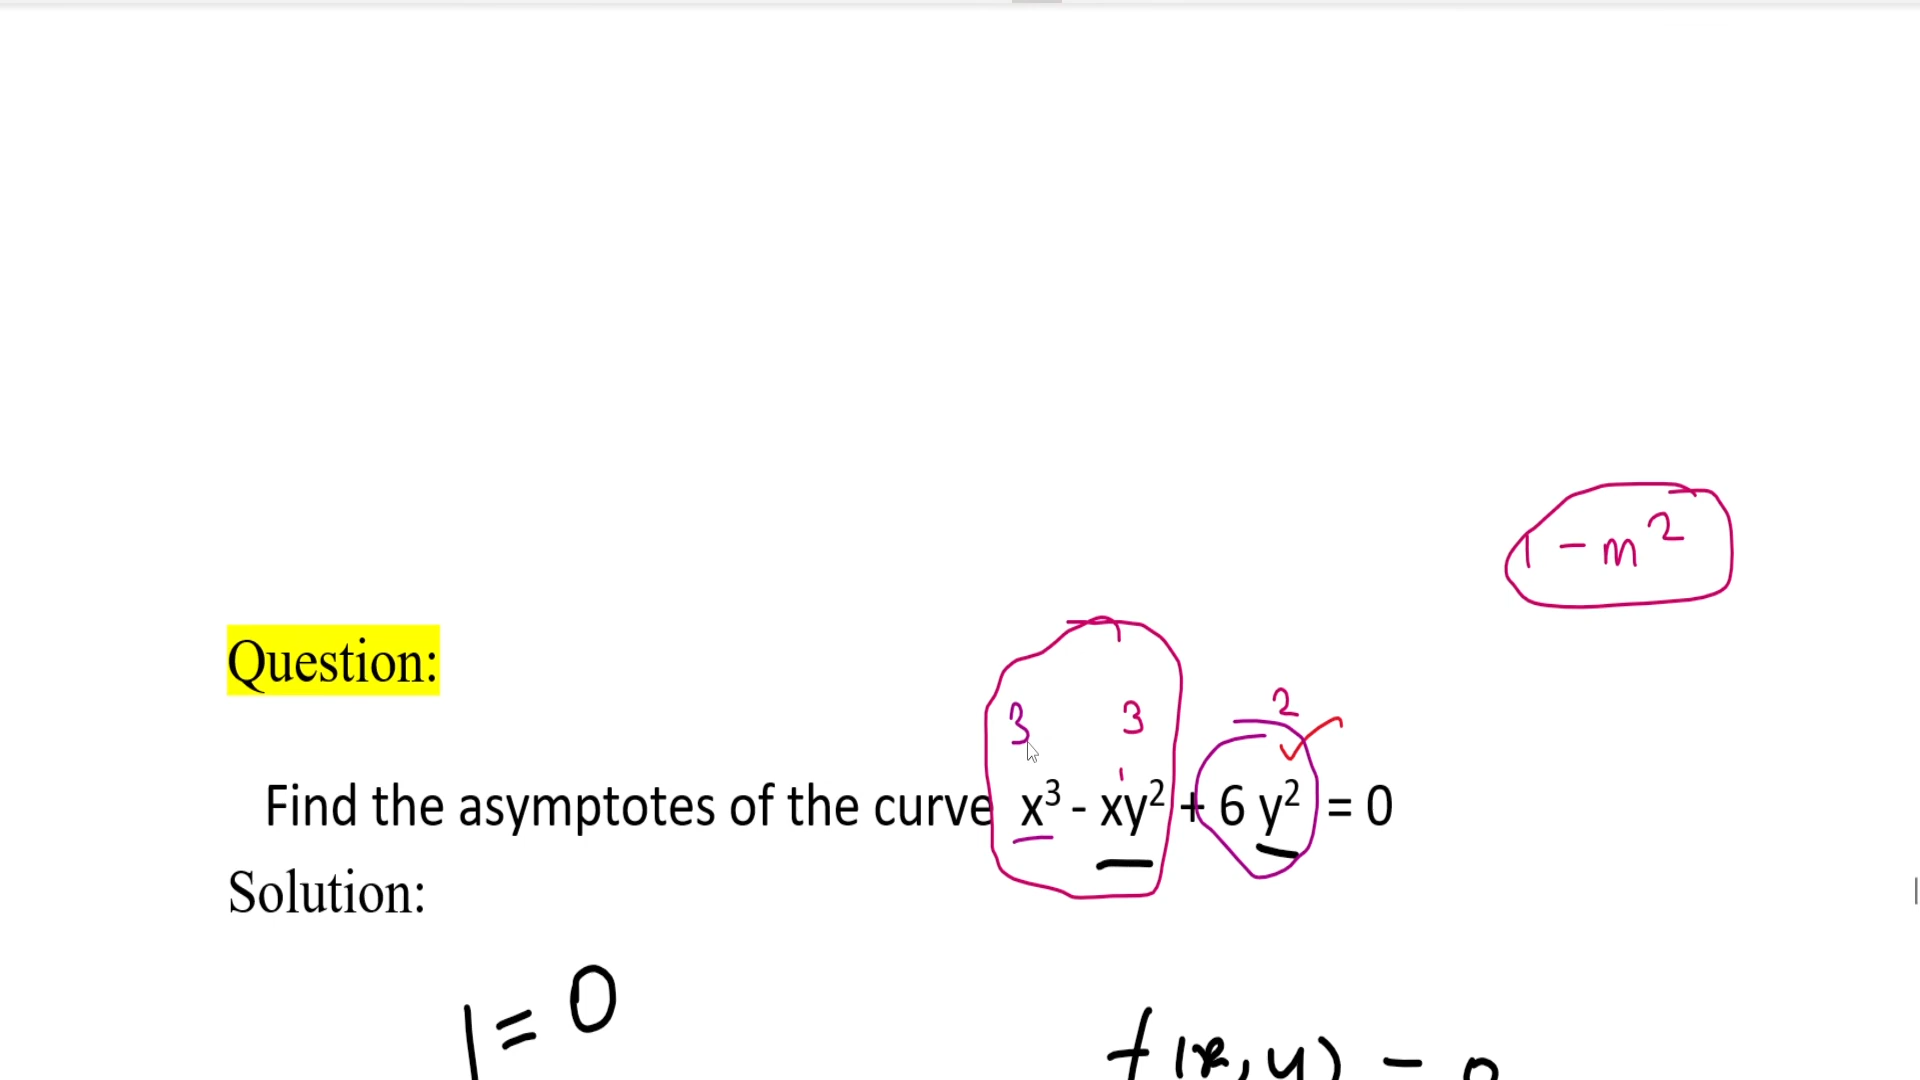 1 - m²
Question:
3 3 2
Find the asymptotes of the curve x³ - xy² + 6 y² = 0
Solution:
1 = 0
f(x, y) = 0